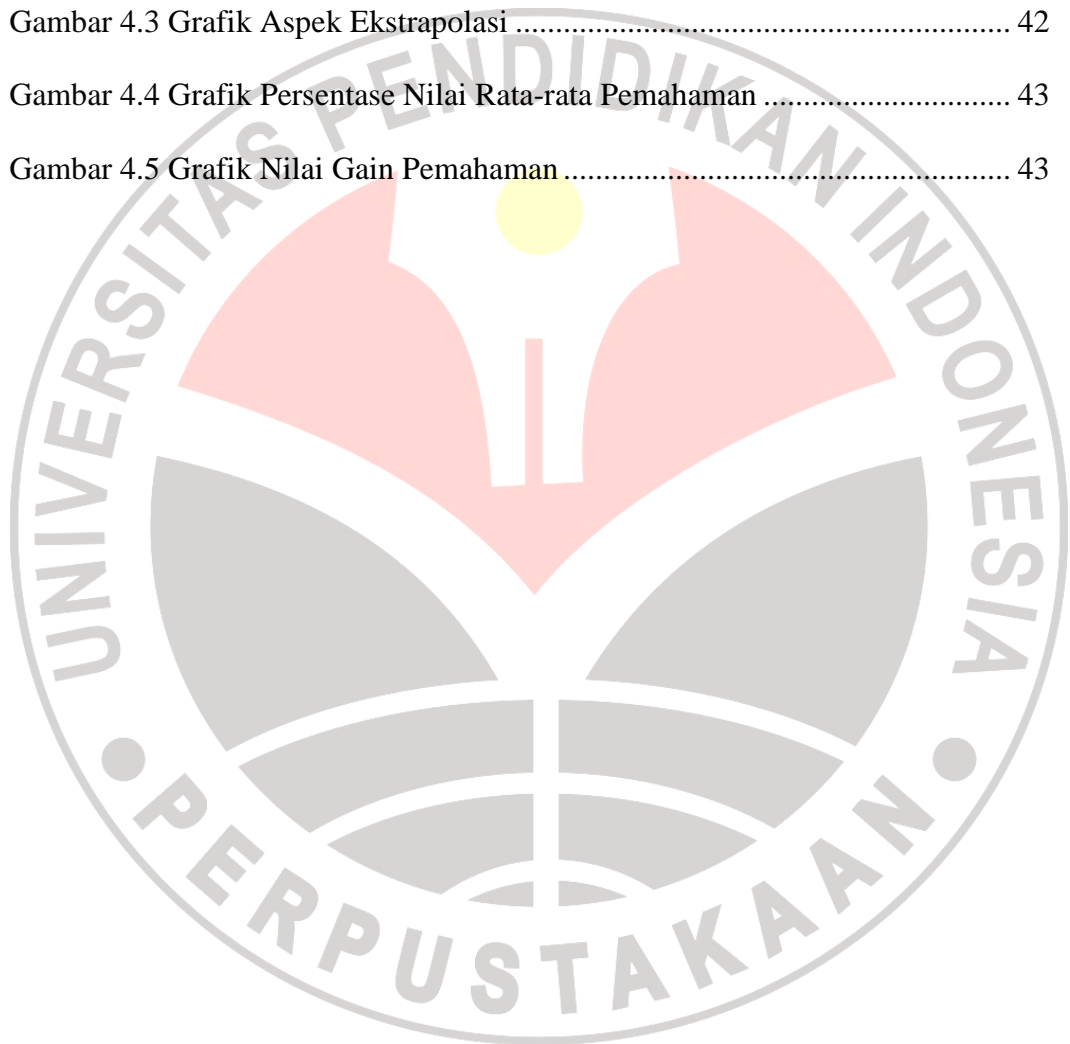 Gambar 4.3 Grafik Aspek Ekstrapolasi ........................................................ 42
Gambar 4.4 Grafik Persentase Nilai Rata-rata Pemahaman ............................ 43
Gambar 4.5 Grafik Nilai Gain Pemahaman ................................................... 43
UNIVERSITAS PENDIDIKAN INDONESIA
PERPUSTAKAAN